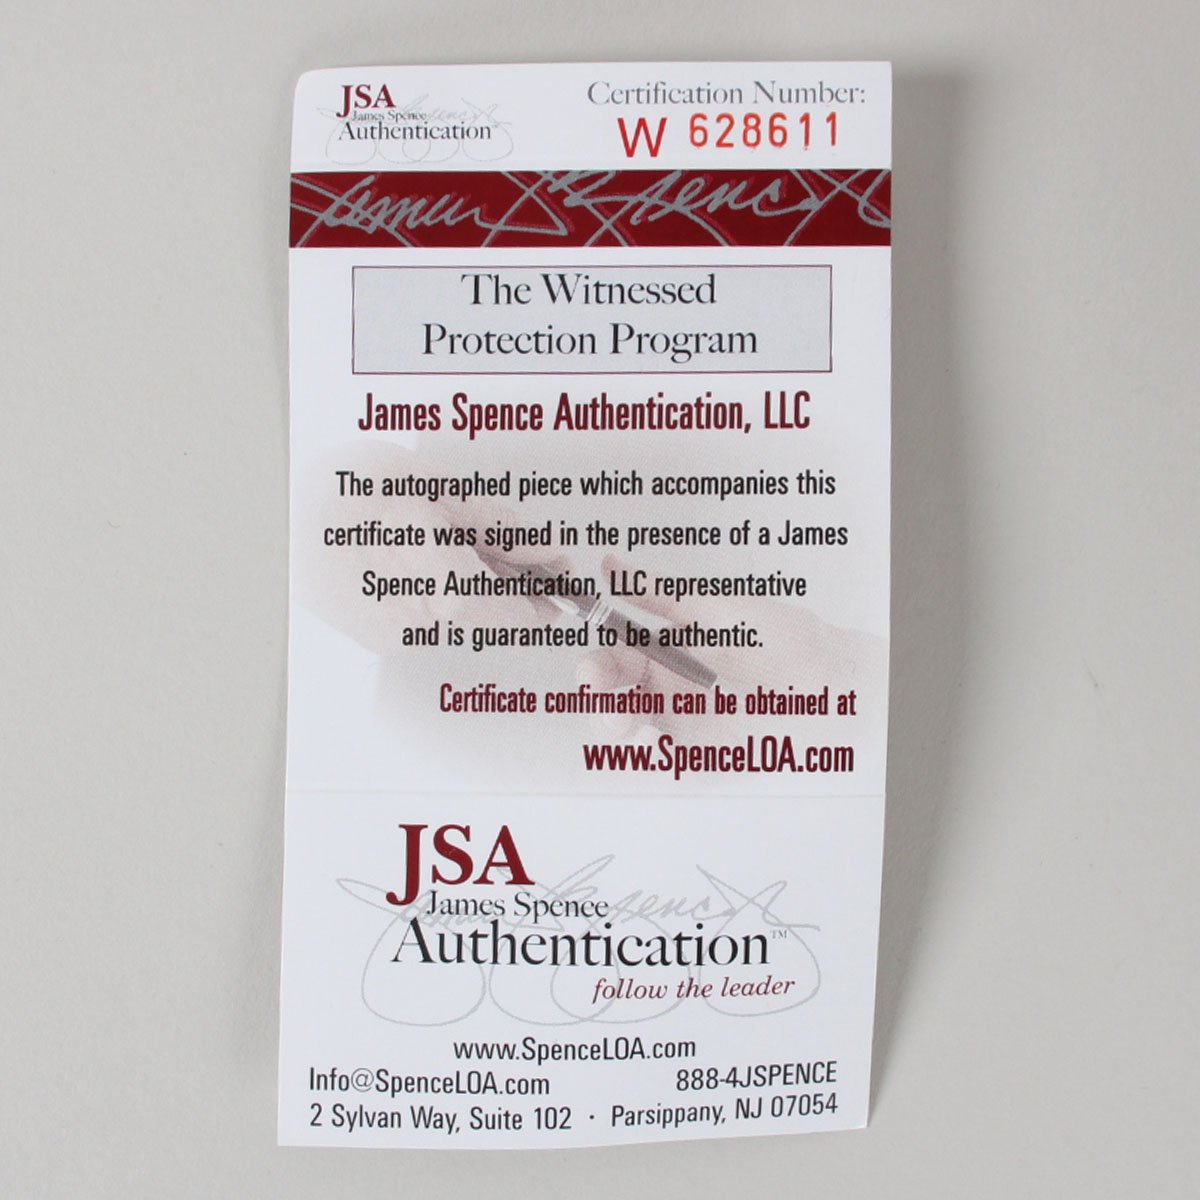 JSA
James Spence
Authentication
Certification Number:
W 628611
James Spence
The Witnessed
Protection Program
James Spence Authentication, LLC
The autographed piece which accompanies this
certificate was signed in the presence of a James
Spence Authentication, LLC representative
and is guaranteed to be authentic.
Certificate confirmation can be obtained at
www.SpenceLOA.com
JSA
James Spence
Authentication™
follow the leader
www.SpenceLOA.com
Info@SpenceLOA.com 888-4JSPENCE
2 Sylvan Way, Suite 102 · Parsippany, NJ 07054